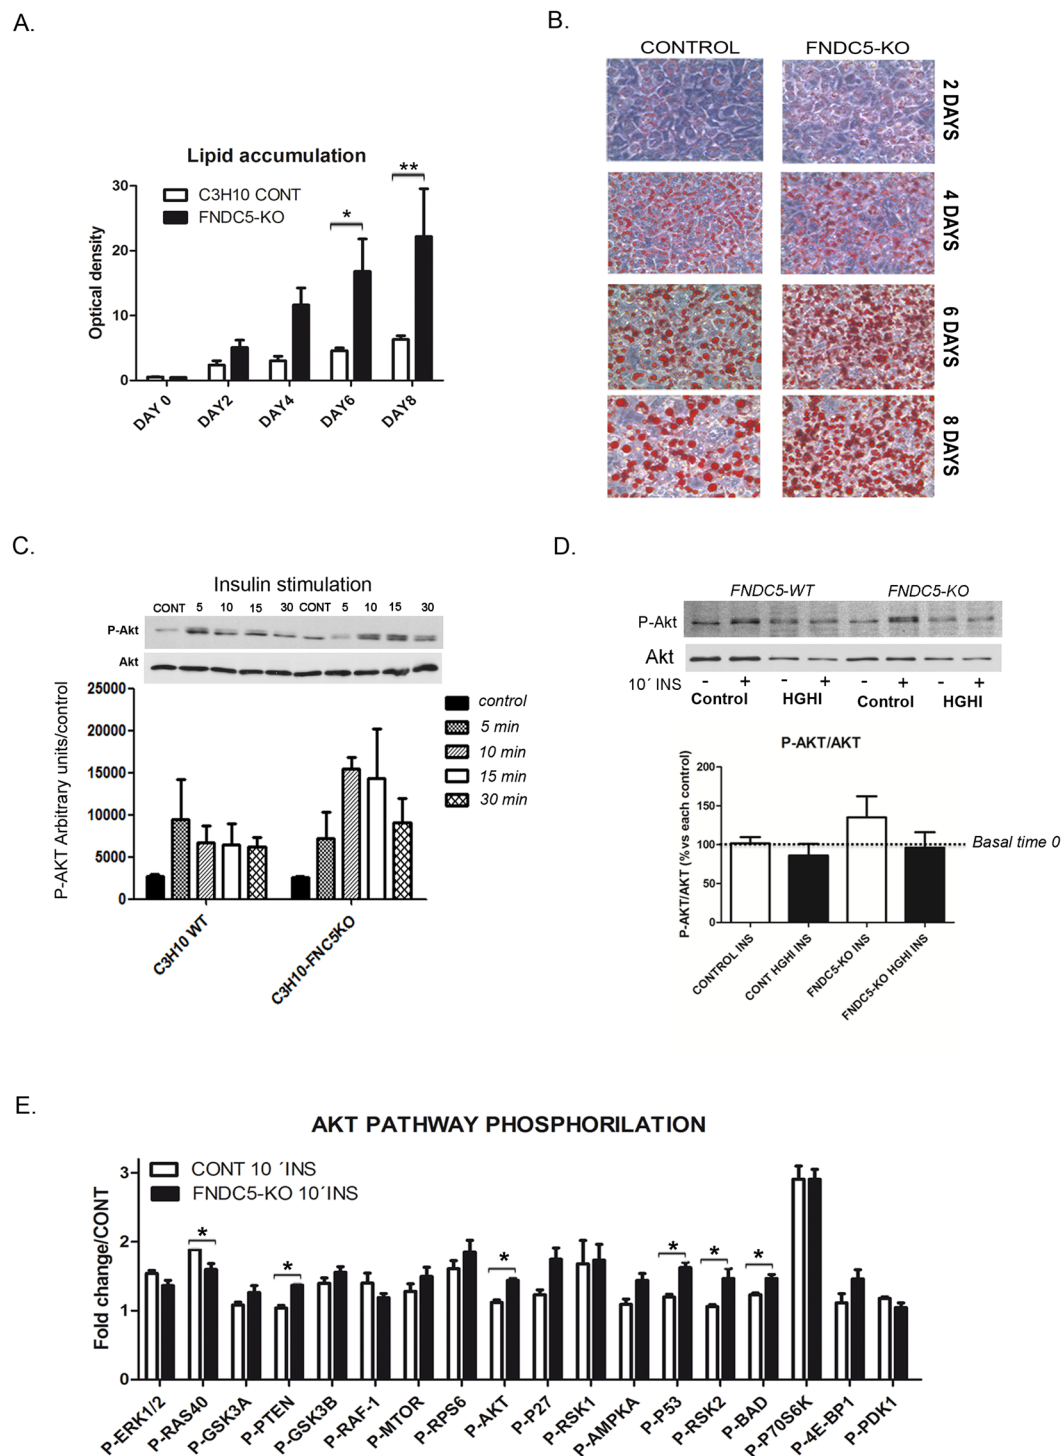 A.
Lipid accumulation
C3H10 CONT
FNDC5-KO
Optical density
30
20
10
0
*
**
DAY 0
DAY2
DAY4
DAY6
DAY8
B.
CONTROL
FNDC5-KO
2 DAYS
4 DAYS
6 DAYS
8 DAYS
C.
Insulin stimulation
CONT 5 10 15 30 CONT 5 10 15 30
P-Akt
Akt
P-AKT Arbitrary units/control
25000
20000
15000
10000
5000
0
control
5 min
10 min
15 min
30 min
C3H10 WT
C3H10-FNC5KO
D.
FNDC5-WT
FNDC5-KO
P-Akt
Akt
10´ INS - + - + - + - +
Control HGHI Control HGHI
P-AKT/AKT
P-AKT/AKT (% vs each control)
200
150
100
50
0
Basal time 0
CONTROL INS
CONT HGHI INS
FNDC5-KO INS
FNDC5-KO HGHI INS
E.
AKT PATHWAY PHOSPHORILATION
CONT 10 ´INS
FNDC5-KO 10´INS
Fold change/CONT
3
2
1
0
*
*
*
*
*
*
P-ERK1/2
P-RAS40
P-GSK3A
P-PTEN
P-GSK3B
P-RAF-1
P-MTOR
P-RPS6
P-AKT
P-P27
P-RSK1
P-AMPKA
P-P53
P-RSK2
P-BAD
P-P70S6K
P-4E-BP1
P-PDK1